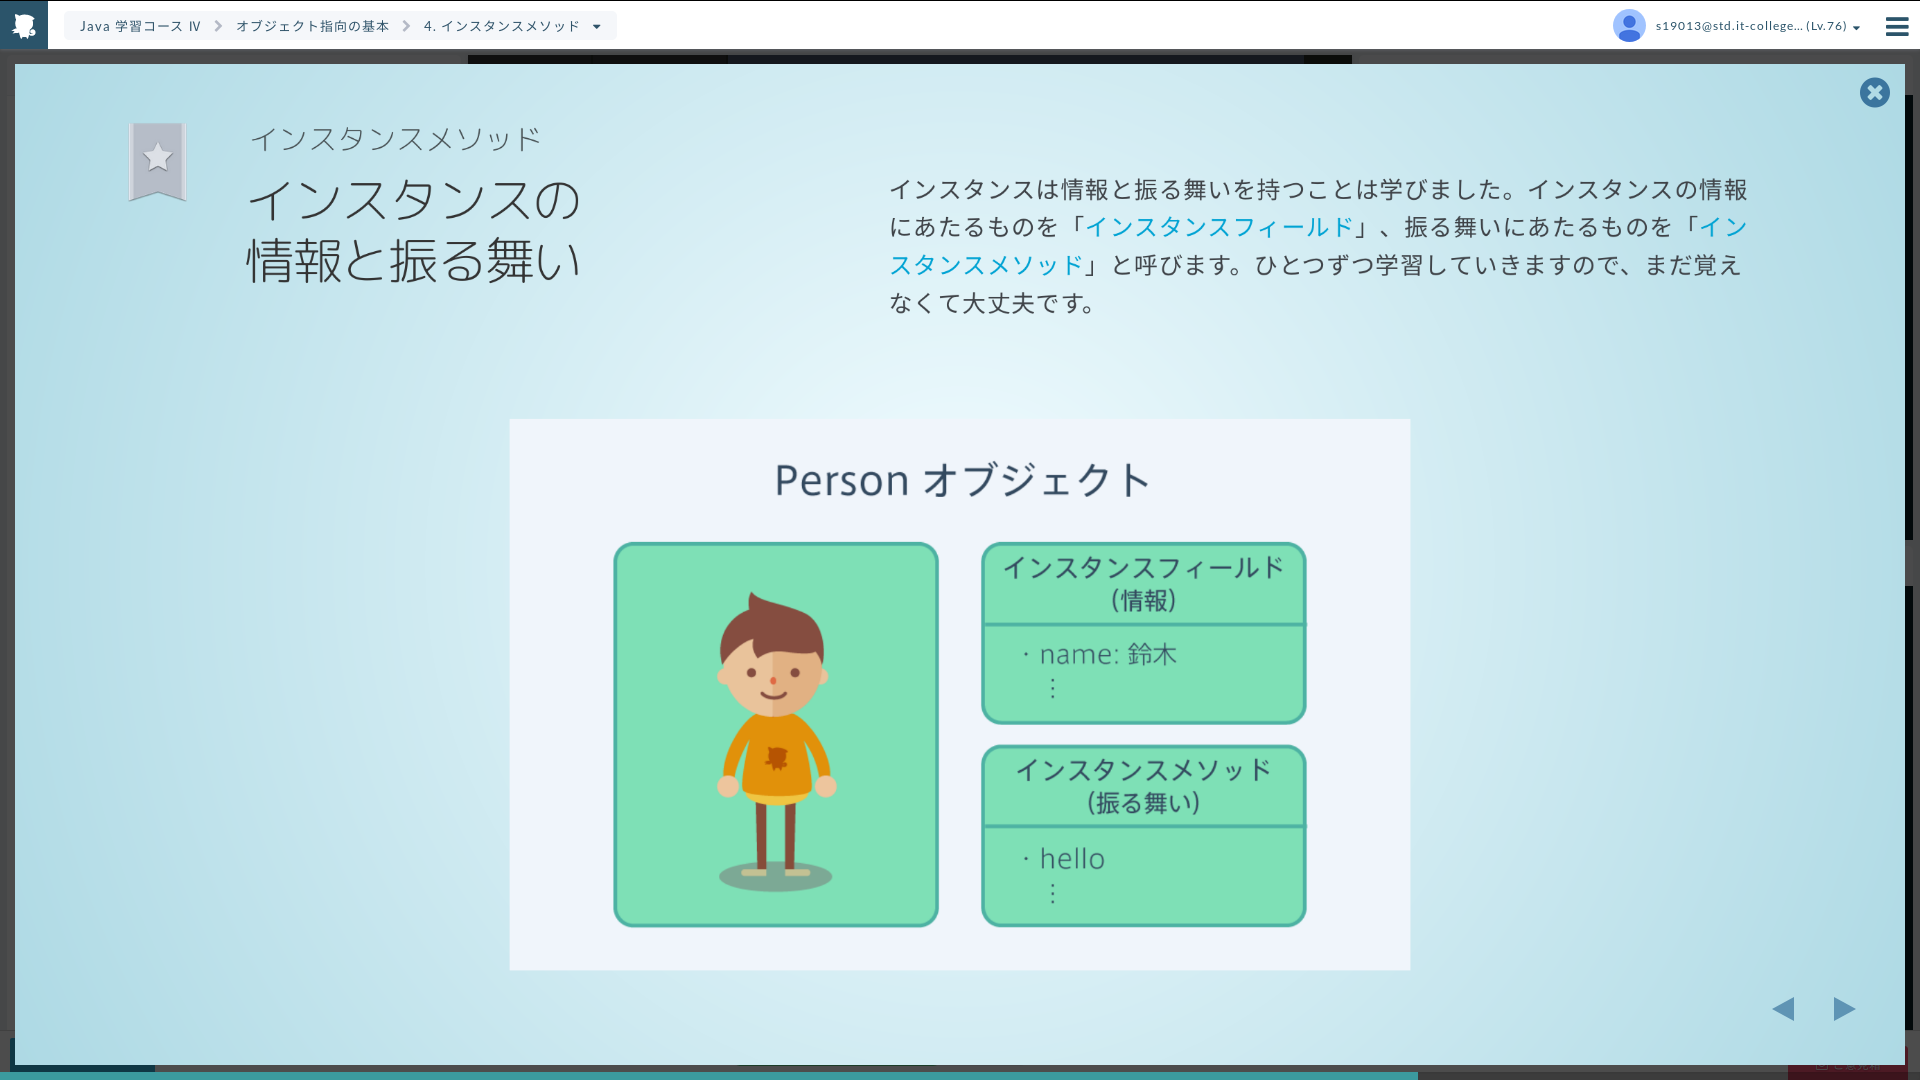 Java 学習コース Ⅳ オブジェクト指向の基本 4. インスタンスメソッド
s19013@std.it-college... (Lv.76)
インスタンスメソッド
インスタンスの
情報と振る舞い
インスタンスは情報と振る舞いを持つことは学びました。インスタンスの情報
にあたるものを「インスタンスフィールド」、振る舞いにあたるものを「イン
スタンスメソッド」と呼びます。ひとつずつ学習していきますので、まだ覚え
なくて大丈夫です。
Person オブジェクト
インスタンスフィールド
(情報)
・name: 鈴木
⋮
インスタンスメソッド
(振る舞い)
・hello
⋮